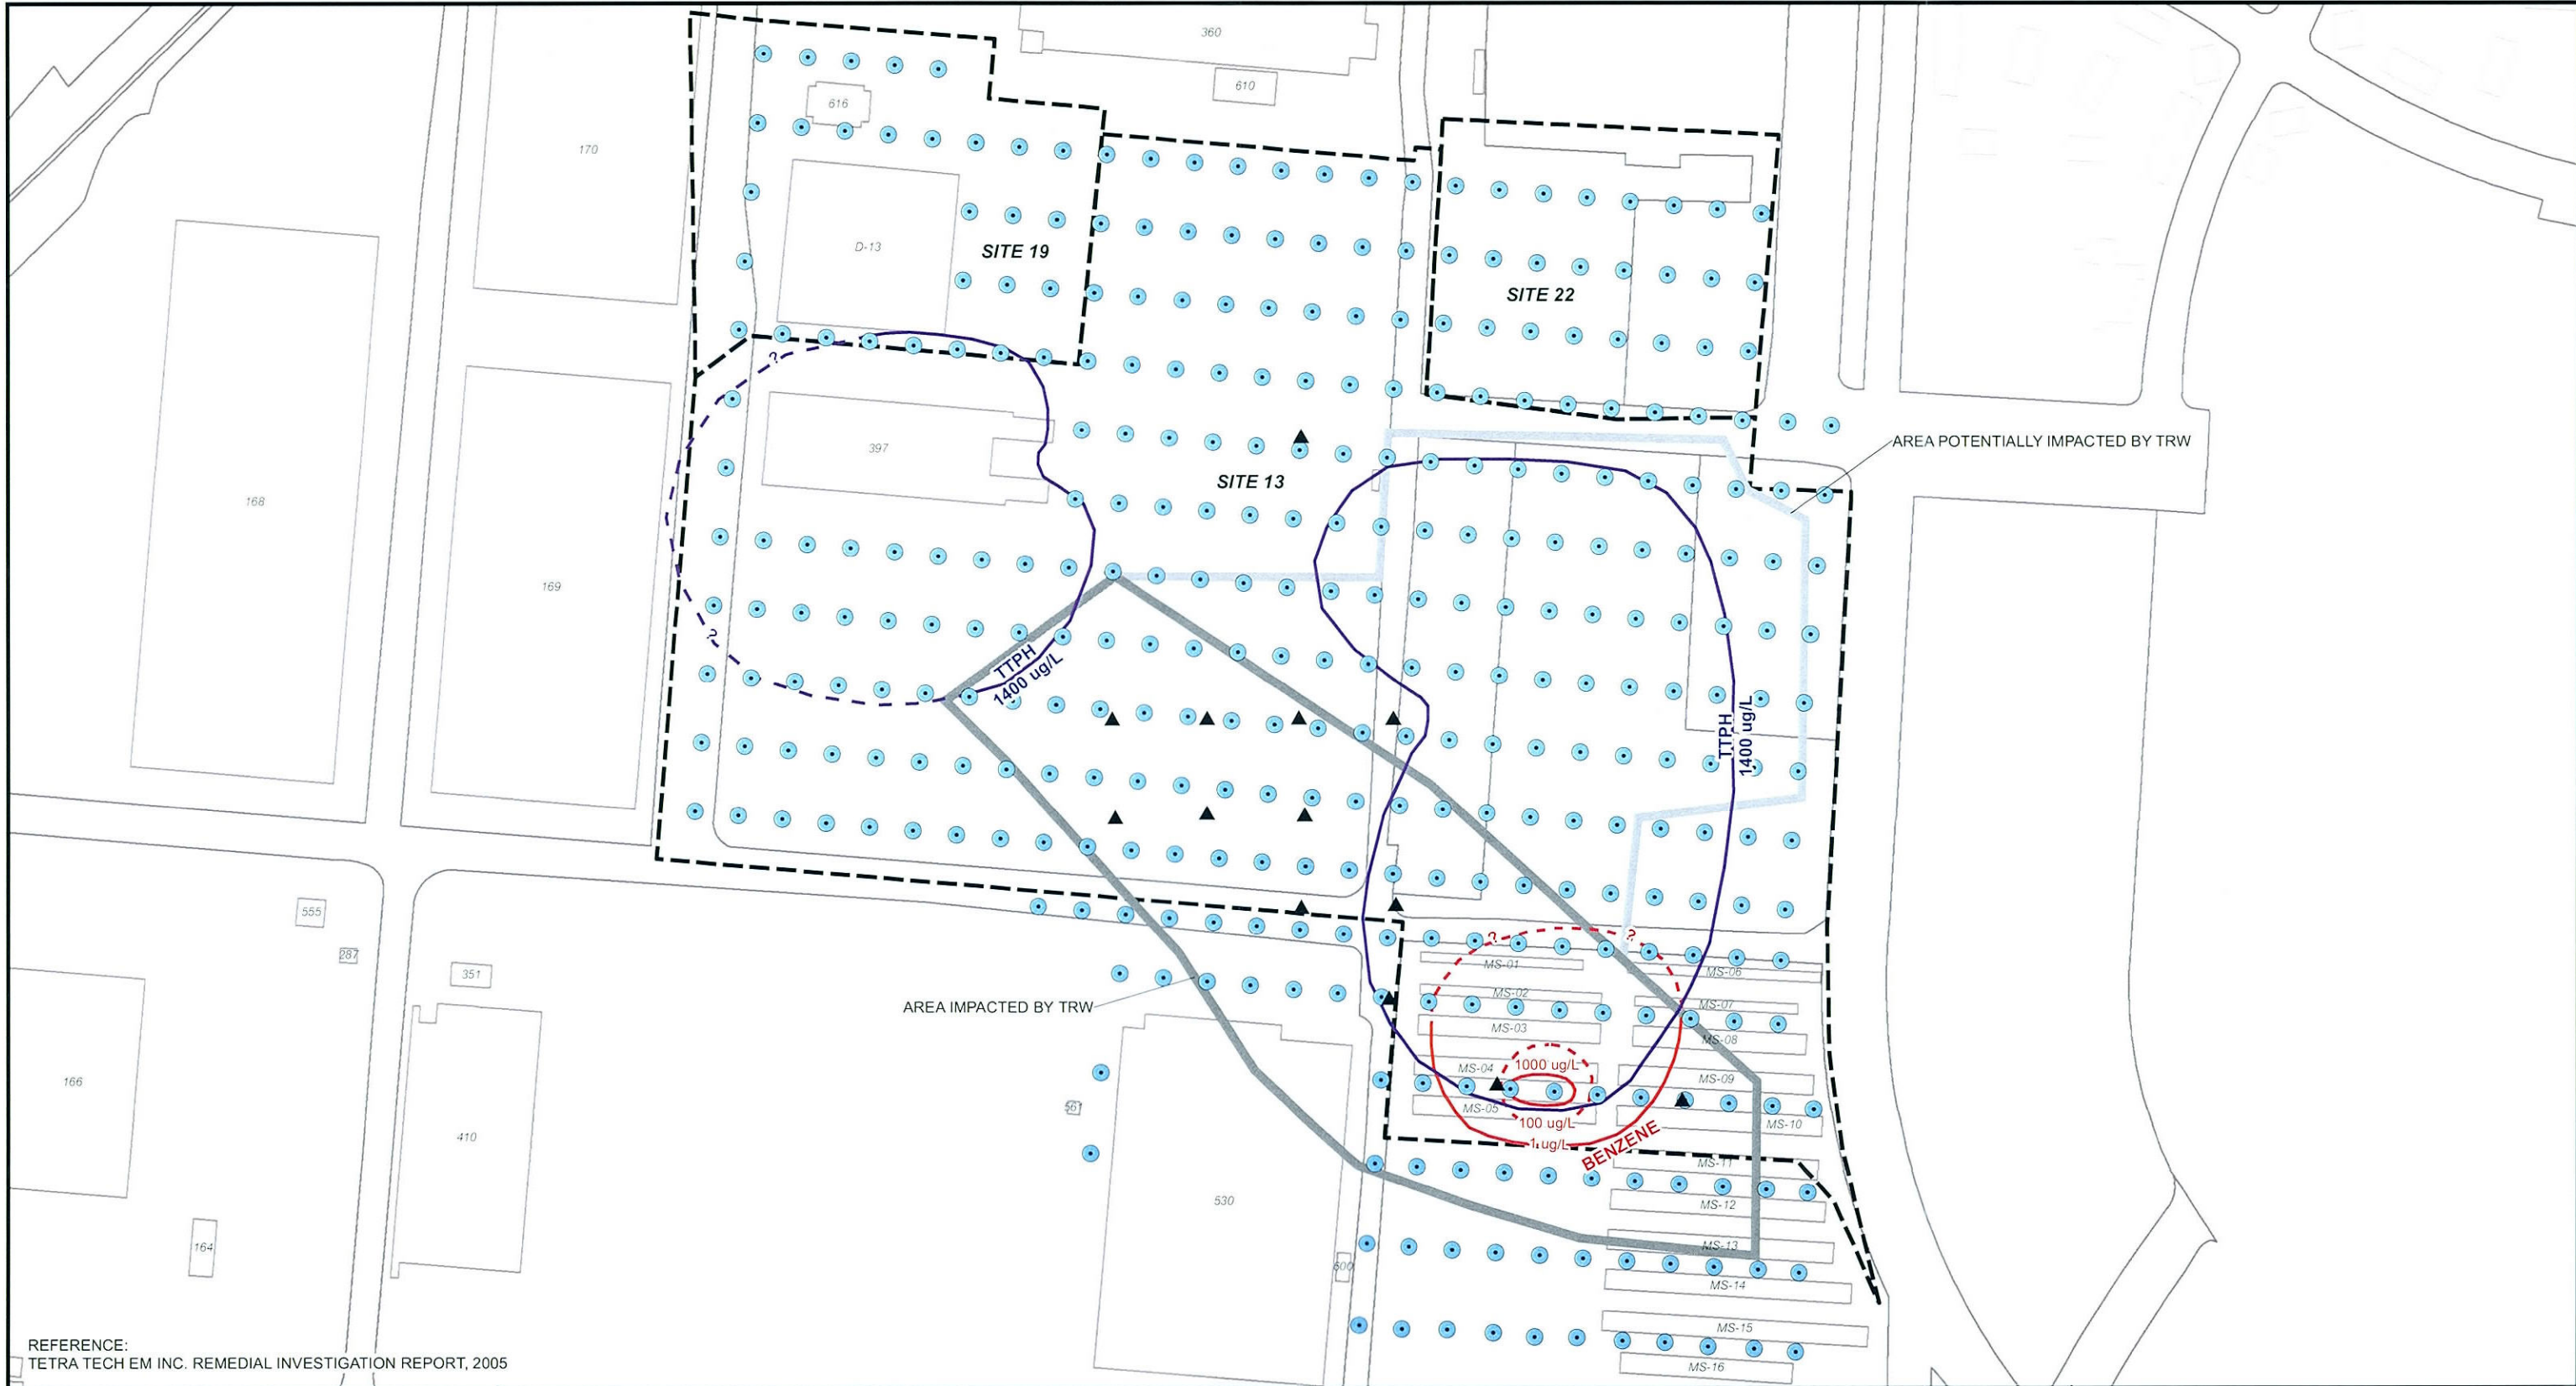 360
610
616
170
D-13
SITE 19
SITE 22
?
AREA POTENTIALLY IMPACTED BY TRW
397
SITE 13
168
169
?
TTPH
1400 ug/L
TTPH
1400 ug/L
555
287
351
?
?
MS-01
MS-06
MS-02
MS-07
AREA IMPACTED BY TRW
MS-03
MS-08
1000 ug/L
MS-04
MS-09
166
561
MS-05
100 ug/L
MS-10
410
1 ug/L
BENZENE
MS-11
530
MS-12
164
MS-13
600
MS-14
MS-15
REFERENCE:
TETRA TECH EM INC. REMEDIAL INVESTIGATION REPORT, 2005
MS-16